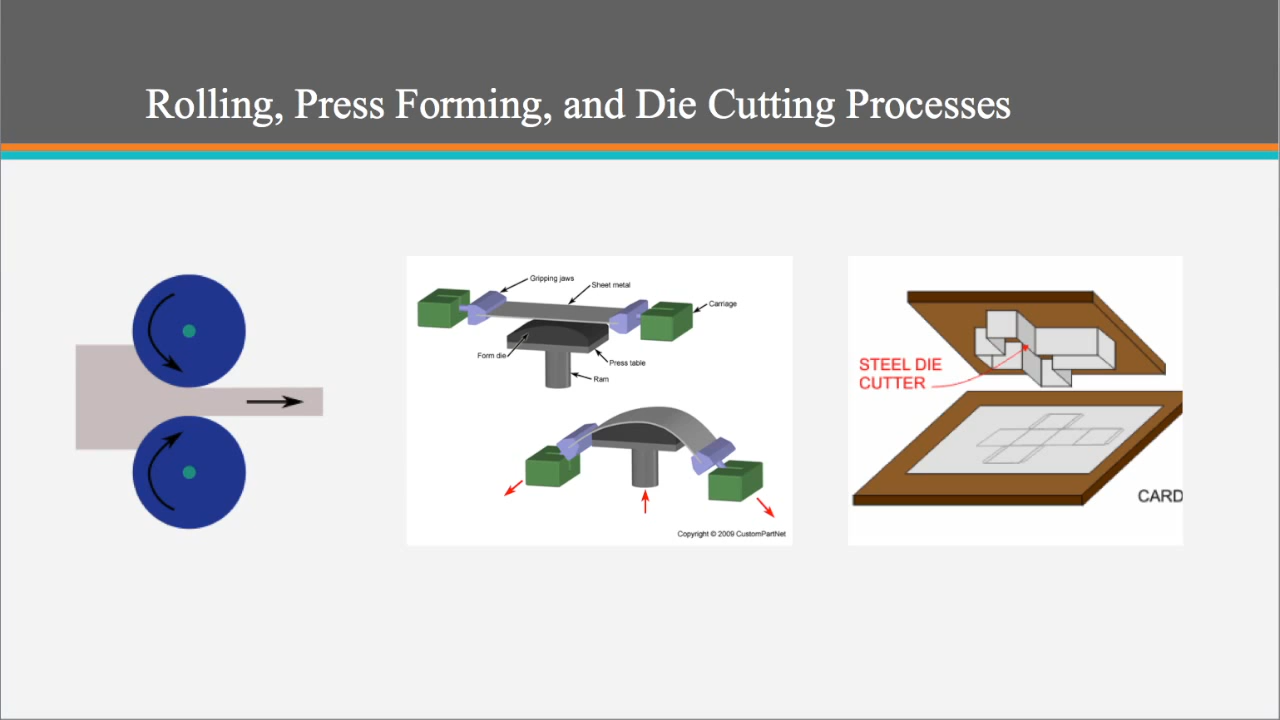 Rolling, Press Forming, and Die Cutting Processes
Gripping jaws
Sheet metal
Carriage
Form die
Press table
Ram
Copyright © 2009 CustomPartNet
STEEL DIE
CUTTER
CARD